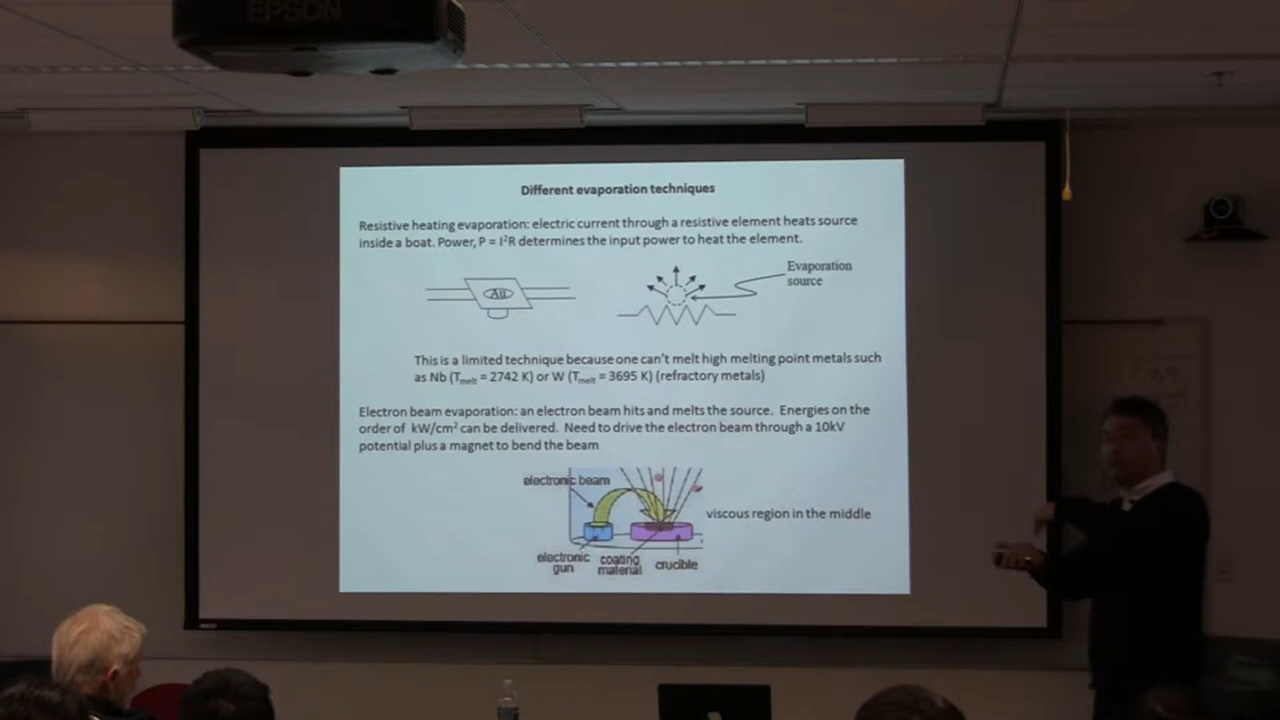 EPSON
Different evaporation techniques
Resistive heating evaporation: electric current through a resistive element heats source
inside a boat. Power, P = I²R determines the input power to heat the element.
Evaporation
source
Au
This is a limited technique because one can't melt high melting point metals such
as Nb (Tmelt = 2742 K) or W (Tmelt = 3695 K) (refractory metals)
Electron beam evaporation: an electron beam hits and melts the source. Energies on the
order of kW/cm² can be delivered. Need to drive the electron beam through a 10kV
potential plus a magnet to bend the beam
electronic beam
viscous region in the middle
electronic
gun
coating
material
crucible